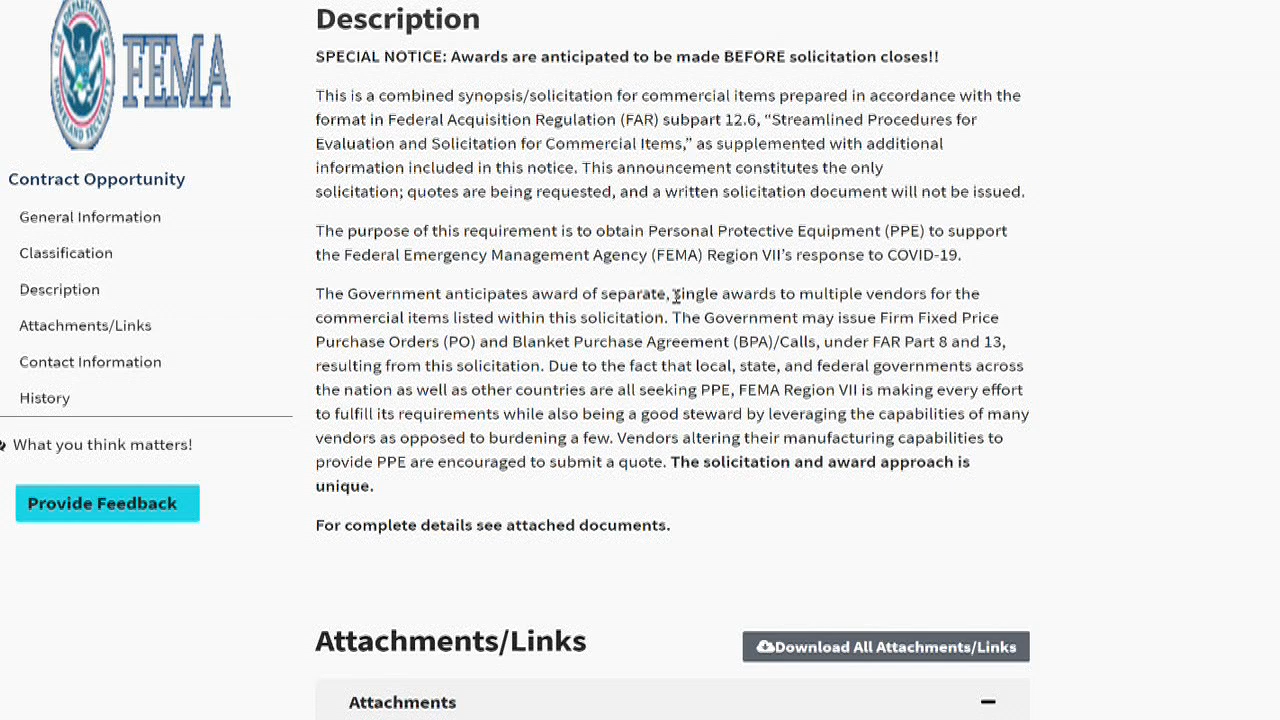 Description
FEMA
SPECIAL NOTICE: Awards are anticipated to be made BEFORE solicitation closes!!
This is a combined synopsis/solicitation for commercial items prepared in accordance with the
format in Federal Acquisition Regulation (FAR) subpart 12.6, “Streamlined Procedures for
Evaluation and Solicitation for Commercial Items,” as supplemented with additional
information included in this notice. This announcement constitutes the only
solicitation; quotes are being requested, and a written solicitation document will not be issued.
Contract Opportunity
General Information
Classification
Description
Attachments/Links
Contact Information
History
What you think matters!
Provide Feedback
The purpose of this requirement is to obtain Personal Protective Equipment (PPE) to support
the Federal Emergency Management Agency (FEMA) Region VII’s response to COVID-19.
The Government anticipates award of separate, single awards to multiple vendors for the
commercial items listed within this solicitation. The Government may issue Firm Fixed Price
Purchase Orders (PO) and Blanket Purchase Agreement (BPA)/Calls, under FAR Part 8 and 13,
resulting from this solicitation. Due to the fact that local, state, and federal governments across
the nation as well as other countries are all seeking PPE, FEMA Region VII is making every effort
to fulfill its requirements while also being a good steward by leveraging the capabilities of many
vendors as opposed to burdening a few. Vendors altering their manufacturing capabilities to
provide PPE are encouraged to submit a quote. The solicitation and award approach is
unique.
For complete details see attached documents.
Attachments/Links
Download All Attachments/Links
Attachments